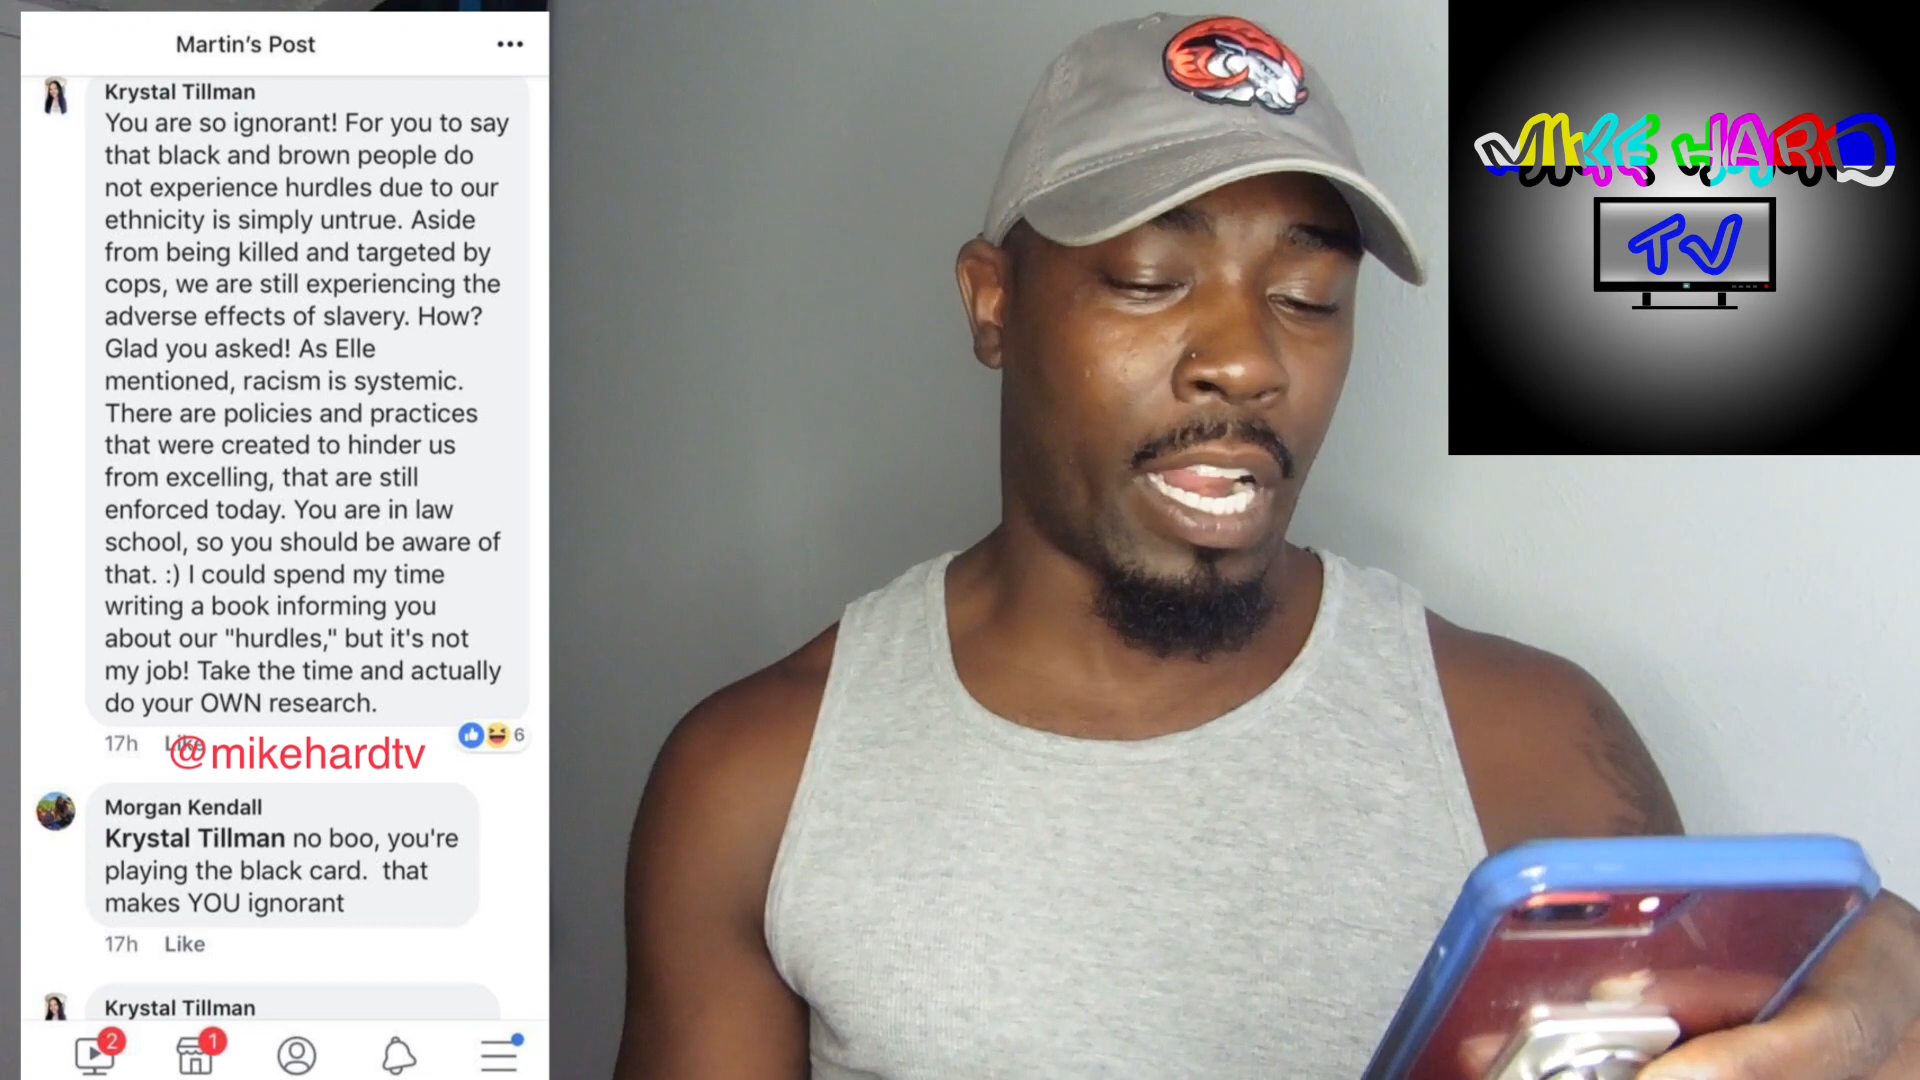 Martin's Post
Krystal Tillman
You are so ignorant! For you to say
that black and brown people do
not experience hurdles due to our
ethnicity is simply untrue. Aside
from being killed and targeted by
cops, we are still experiencing the
adverse effects of slavery. How?
Glad you asked! As Elle
mentioned, racism is systemic.
There are policies and practices
that were created to hinder us
from excelling, that are still
enforced today. You are in law
school, so you should be aware of
that. :) I could spend my time
writing a book informing you
about our "hurdles," but it's not
my job! Take the time and actually
do your OWN research.
17h Like 6
@mikehardtv
Morgan Kendall
Krystal Tillman no boo, you're
playing the black card.  that
makes YOU ignorant
17h Like
Krystal Tillman
2 1
MIKE HARD
TV